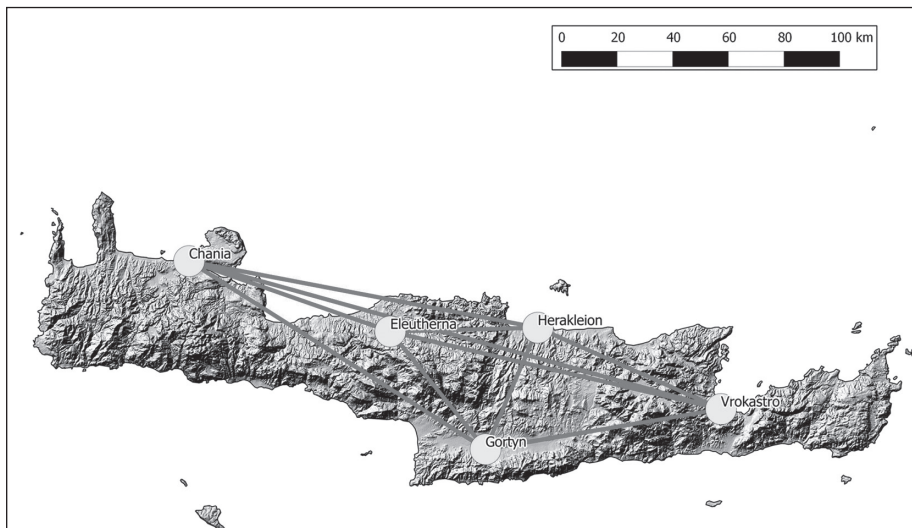 0 20 40 60 80 100 km
Chania
Eleutherna
Herakleion
Vrokastro
Gortyn